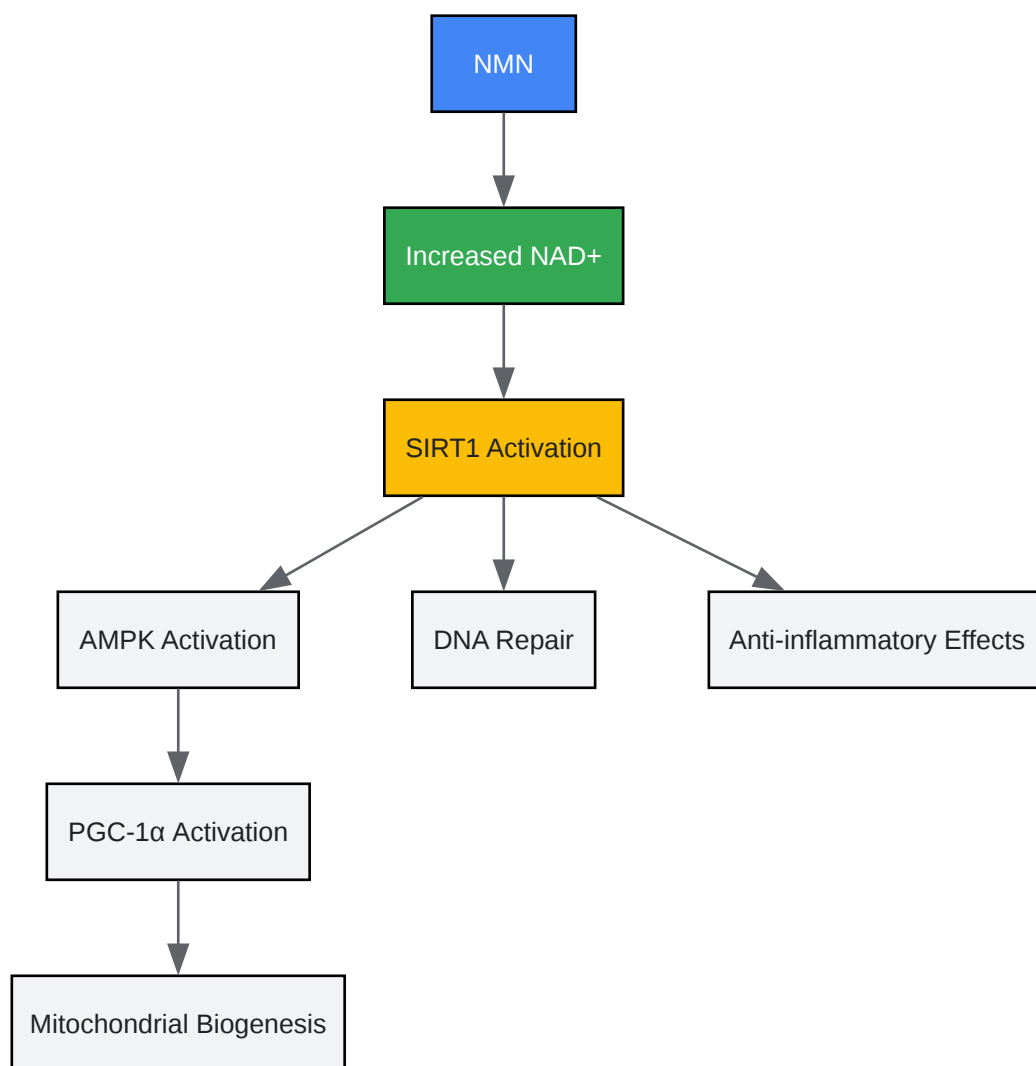 NMN
Increased NAD+
SIRT1 Activation
AMPK Activation
DNA Repair
Anti-inflammatory Effects
PGC-1α Activation
Mitochondrial Biogenesis